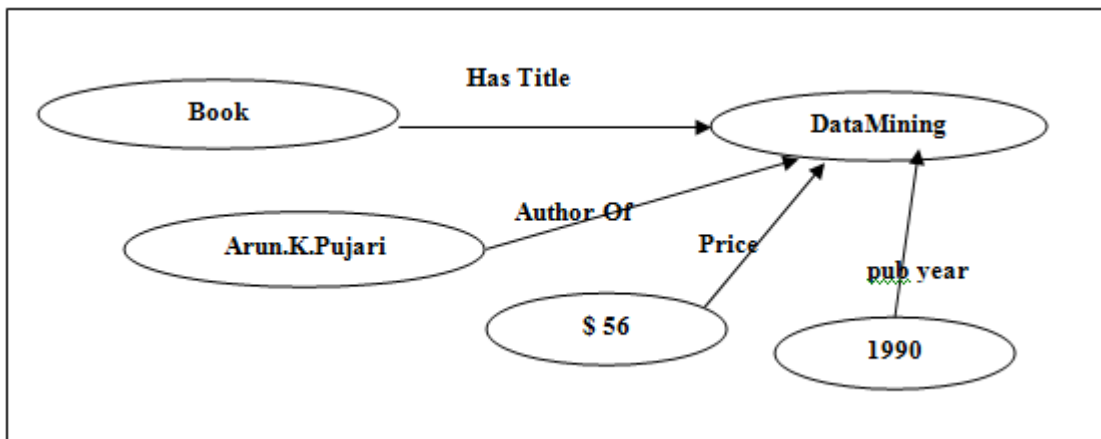 Has Title
Book
DataMining
Author Of
Arun.K.Pujari
Price
pub year
$ 56
1990